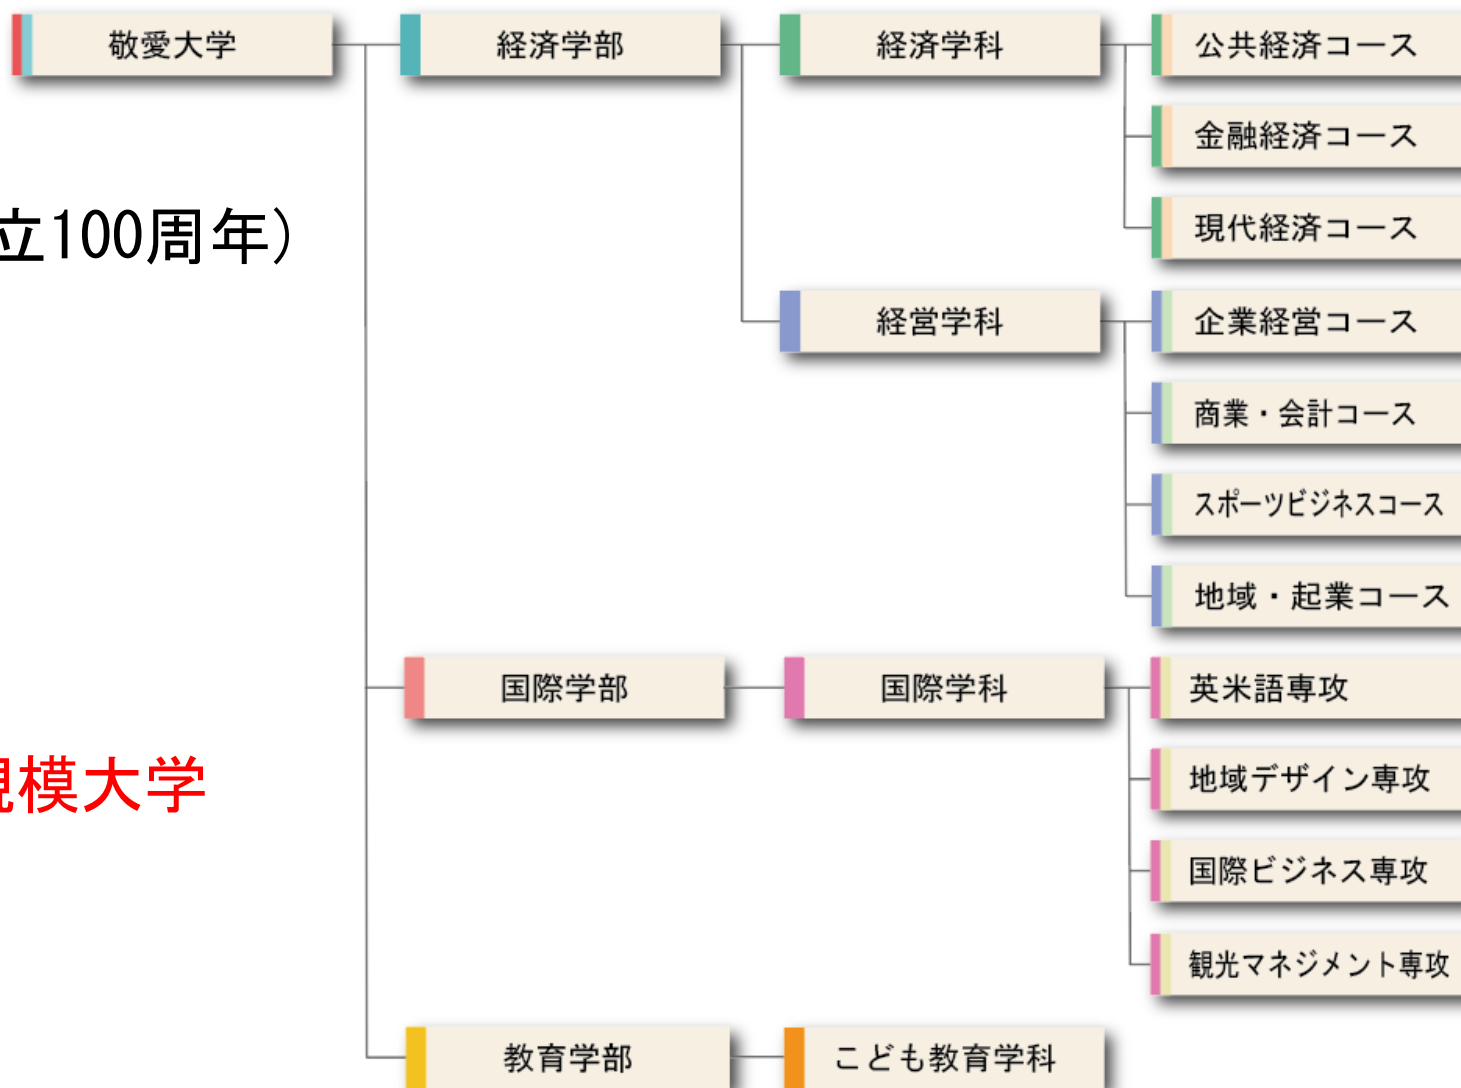 敬愛大学
経済学部
経済学科
公共経済コース
金融経済コース
立100周年)
現代経済コース
経営学科
企業経営コース
商業・会計コース
スポーツビジネスコース
地域・起業コース
国際学部
国際学科
英米語専攻
地域デザイン専攻
規模大学
国際ビジネス専攻
観光マネジメント専攻
教育学部
こども教育学科